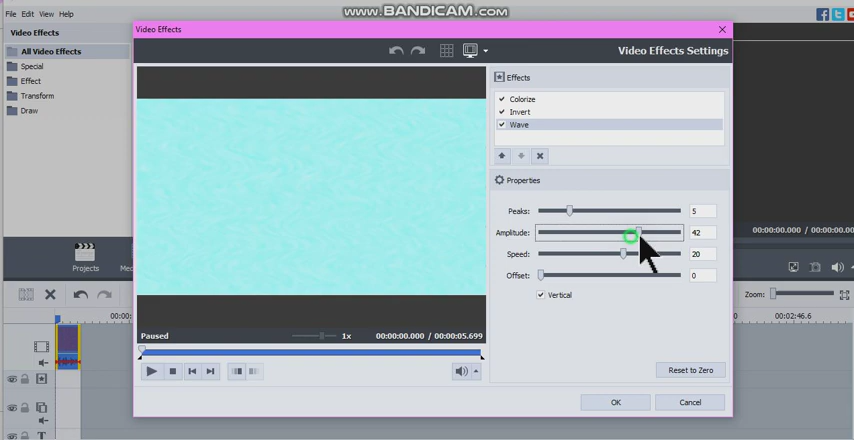 www.BANDICAM.com
File Edit View Help
Video Effects
All Video Effects
Special
Effect
Transform
Draw
Projects
Video Effects
Video Effects Settings
Effects
Colorize
Invert
Wave
Properties
Peaks: 5
Amplitude: 42
Speed: 20
Offset: 0
Vertical
Reset to Zero
OK
Cancel
Paused
1x
00:00:00.000 / 00:00:05.699
00:00:00.000 / 00:00
Zoom:
00:00:
00:02:46.6